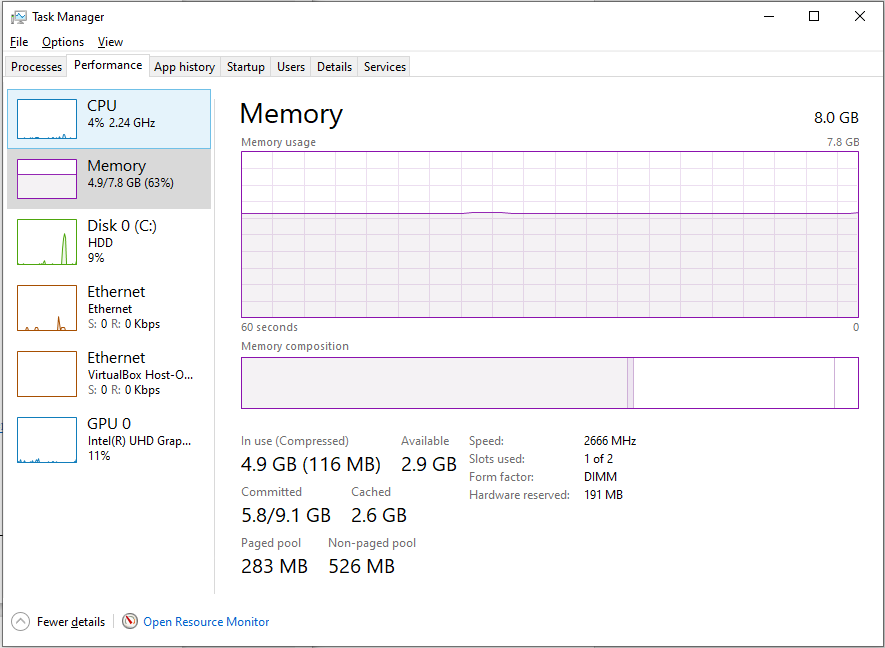 Task Manager
File Options View
Processes Performance App history Startup Users Details Services
CPU
4% 2.24 GHz
Memory
4.9/7.8 GB (63%)
Disk 0 (C:)
HDD
9%
Ethernet
Ethernet
S: 0 R: 0 Kbps
Ethernet
VirtualBox Host-O...
S: 0 R: 0 Kbps
GPU 0
Intel(R) UHD Grap...
11%
Memory 8.0 GB
Memory usage 7.8 GB
60 seconds 0
Memory composition
In use (Compressed) Available
4.9 GB (116 MB) 2.9 GB
Committed Cached
5.8/9.1 GB 2.6 GB
Paged pool Non-paged pool
283 MB 526 MB
Speed: 2666 MHz
Slots used: 1 of 2
Form factor: DIMM
Hardware reserved: 191 MB
Fewer details Open Resource Monitor